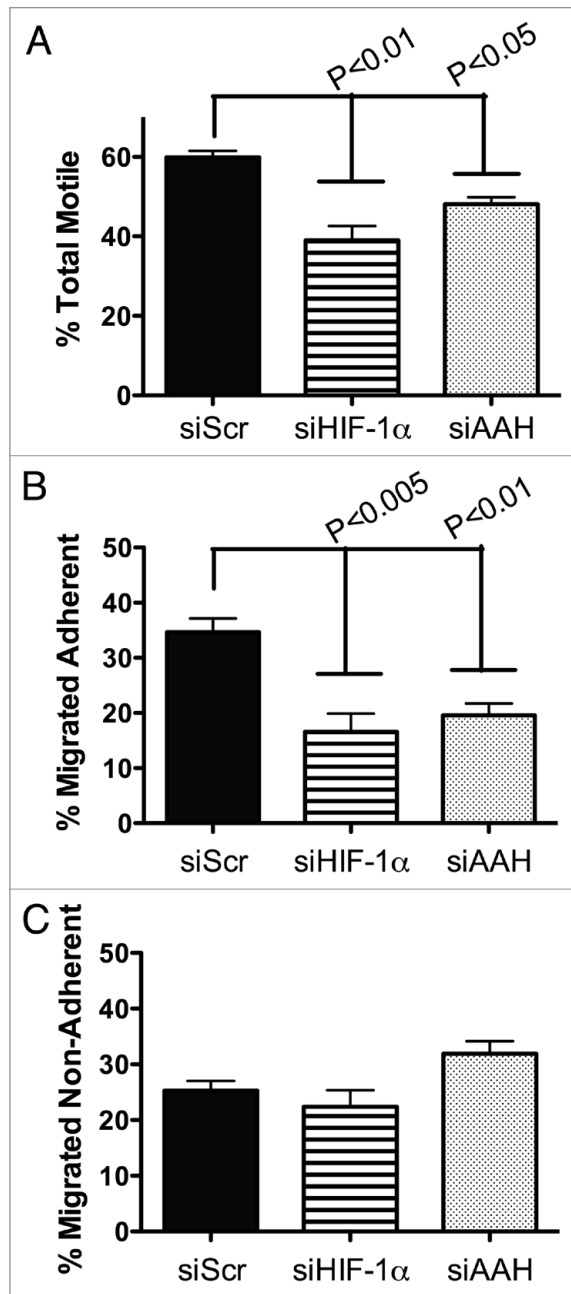 A
P<0.01
P<0.05
% Total Motile
60
40
20
0
siScr
siHIF-1α
siAAH
B
P<0.005
P<0.01
% Migrated Adherent
50
40
30
20
10
0
siScr
siHIF-1α
siAAH
C
% Migrated Non-Adherent
50
40
30
20
10
0
siScr
siHIF-1α
siAAH